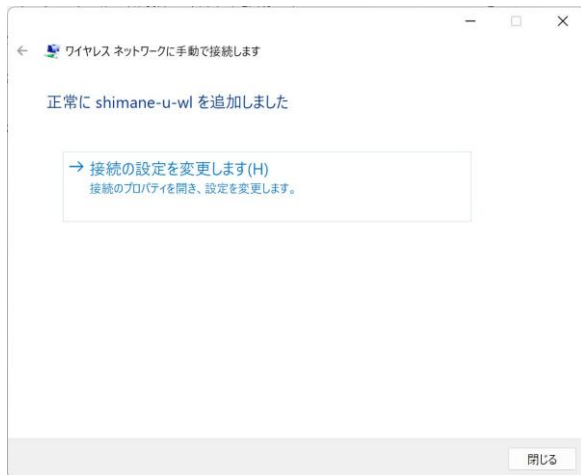 ワイヤレス ネットワークに手動で接続します
正常に shimane-u-wl を追加しました
接続の設定を変更します(H)
接続のプロパティを開き、設定を変更します。
閉じる